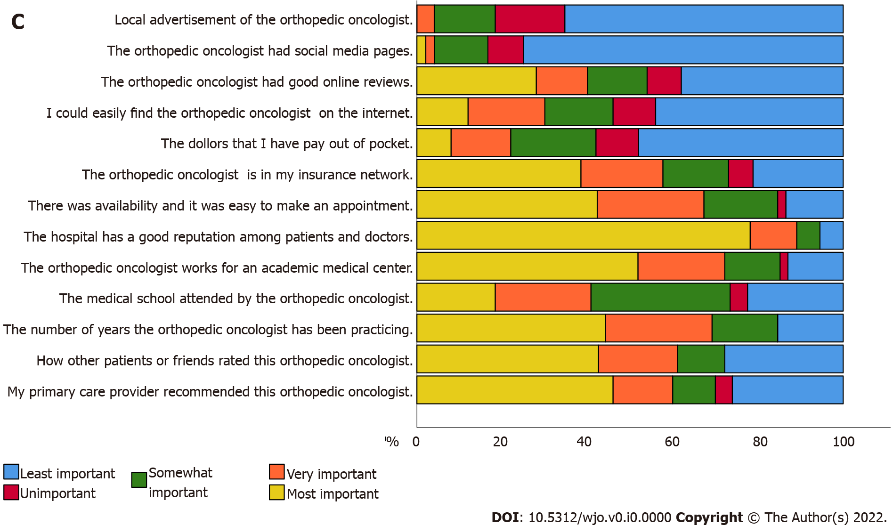 C
Local advertisement of the orthopedic oncologist.
The orthopedic oncologist had social media pages.
The orthopedic oncologist had good online reviews.
I could easily find the orthopedic oncologist on the internet.
The dollors that I have pay out of pocket.
The orthopedic oncologist is in my insurance network.
There was availability and it was easy to make an appointment.
The hospital has a good reputation among patients and doctors.
The orthopedic oncologist works for an academic medical center.
The medical school attended by the orthopedic oncologist.
The number of years the orthopedic oncologist has been practicing.
How other patients or friends rated this orthopedic oncologist.
My primary care provider recommended this orthopedic oncologist.
% 0 20 40 60 80 100
Least important
Unimportant
Somewhat
important
Very important
Most important
DOI: 10.5312/wjo.v0.i0.0000 Copyright © The Author(s) 2022.